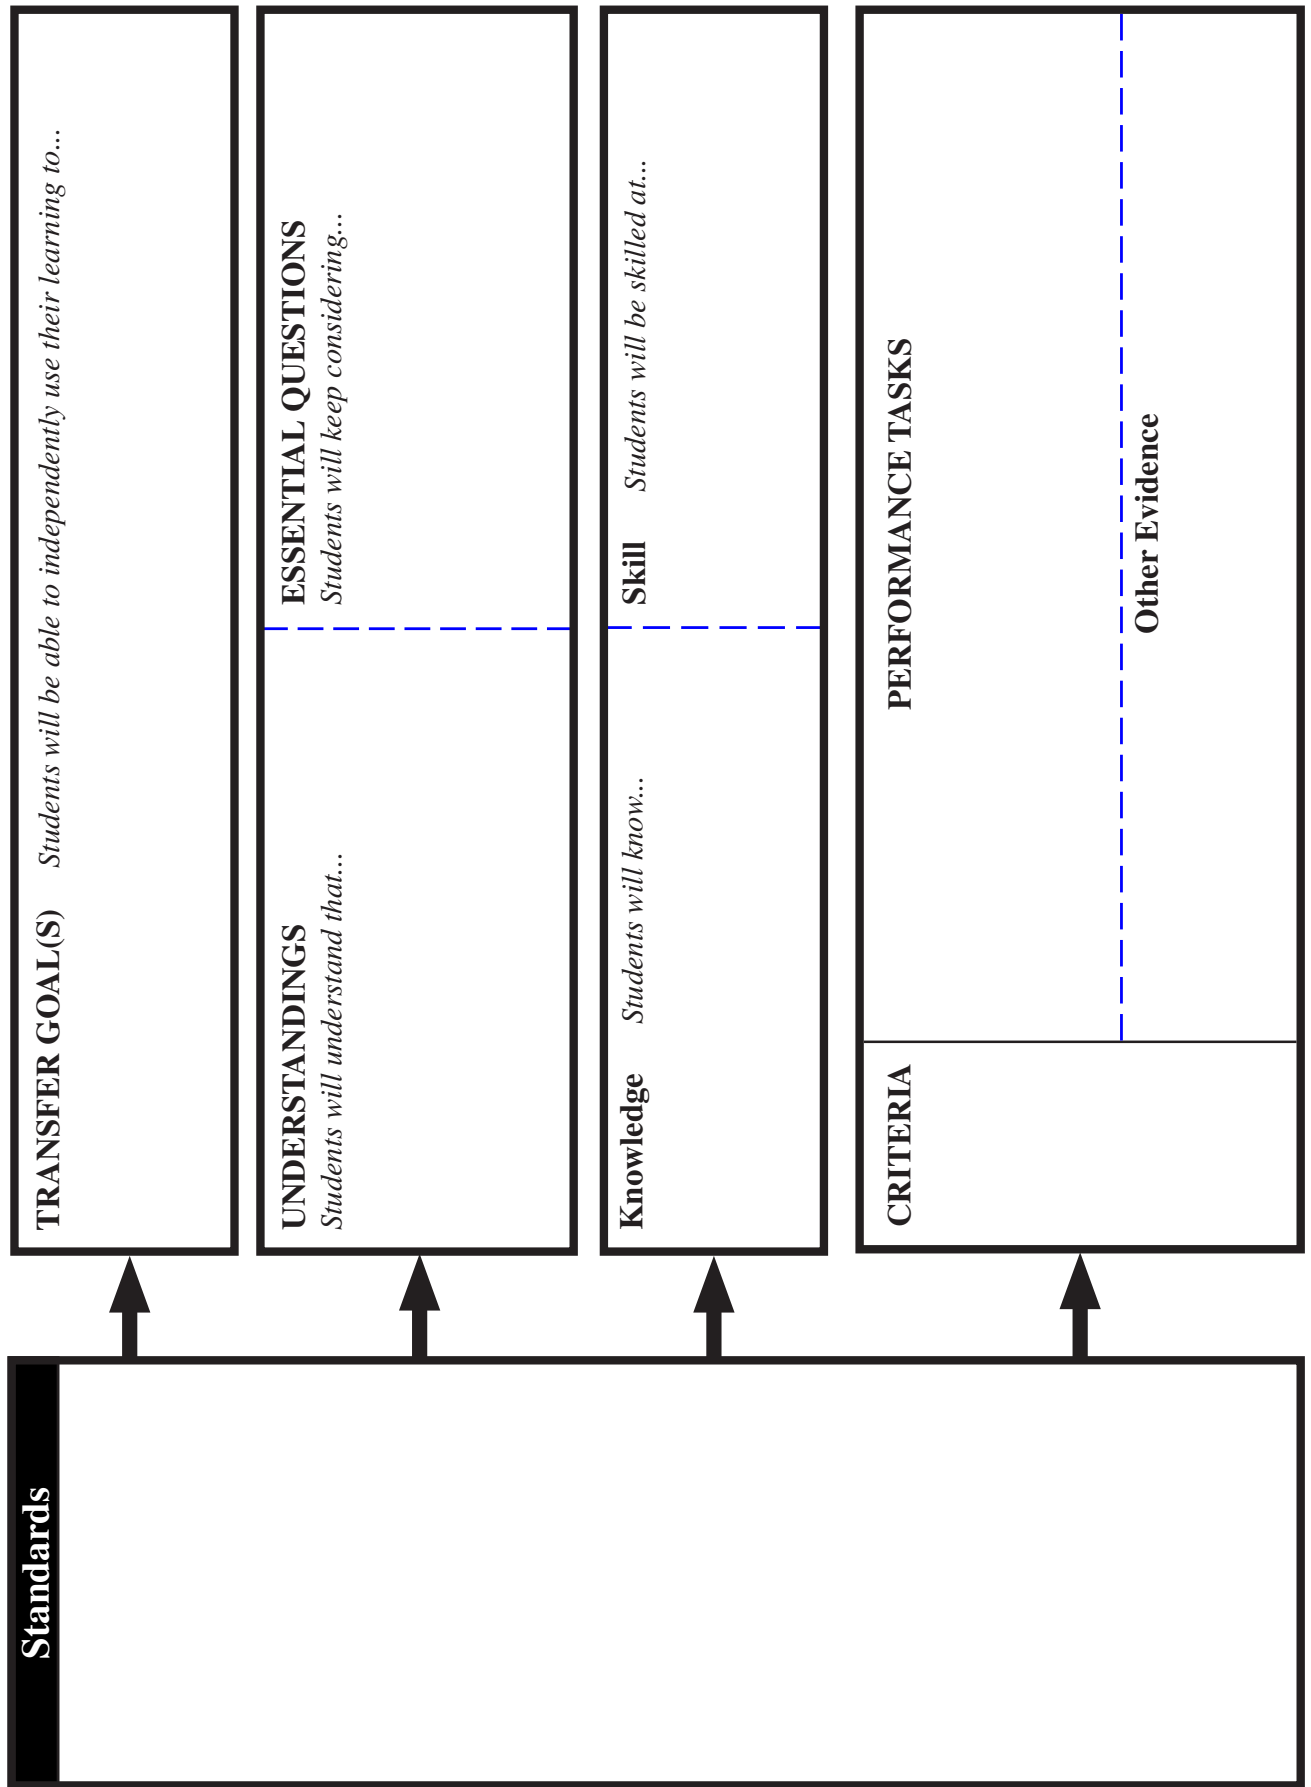 Standards
TRANSFER GOAL(S) Students will be able to independently use their learning to...
UNDERSTANDINGS
Students will understand that...
ESSENTIAL QUESTIONS
Students will keep considering...
Knowledge Students will know...
Skill Students will be skilled at...
CRITERIA
PERFORMANCE TASKS
Other Evidence